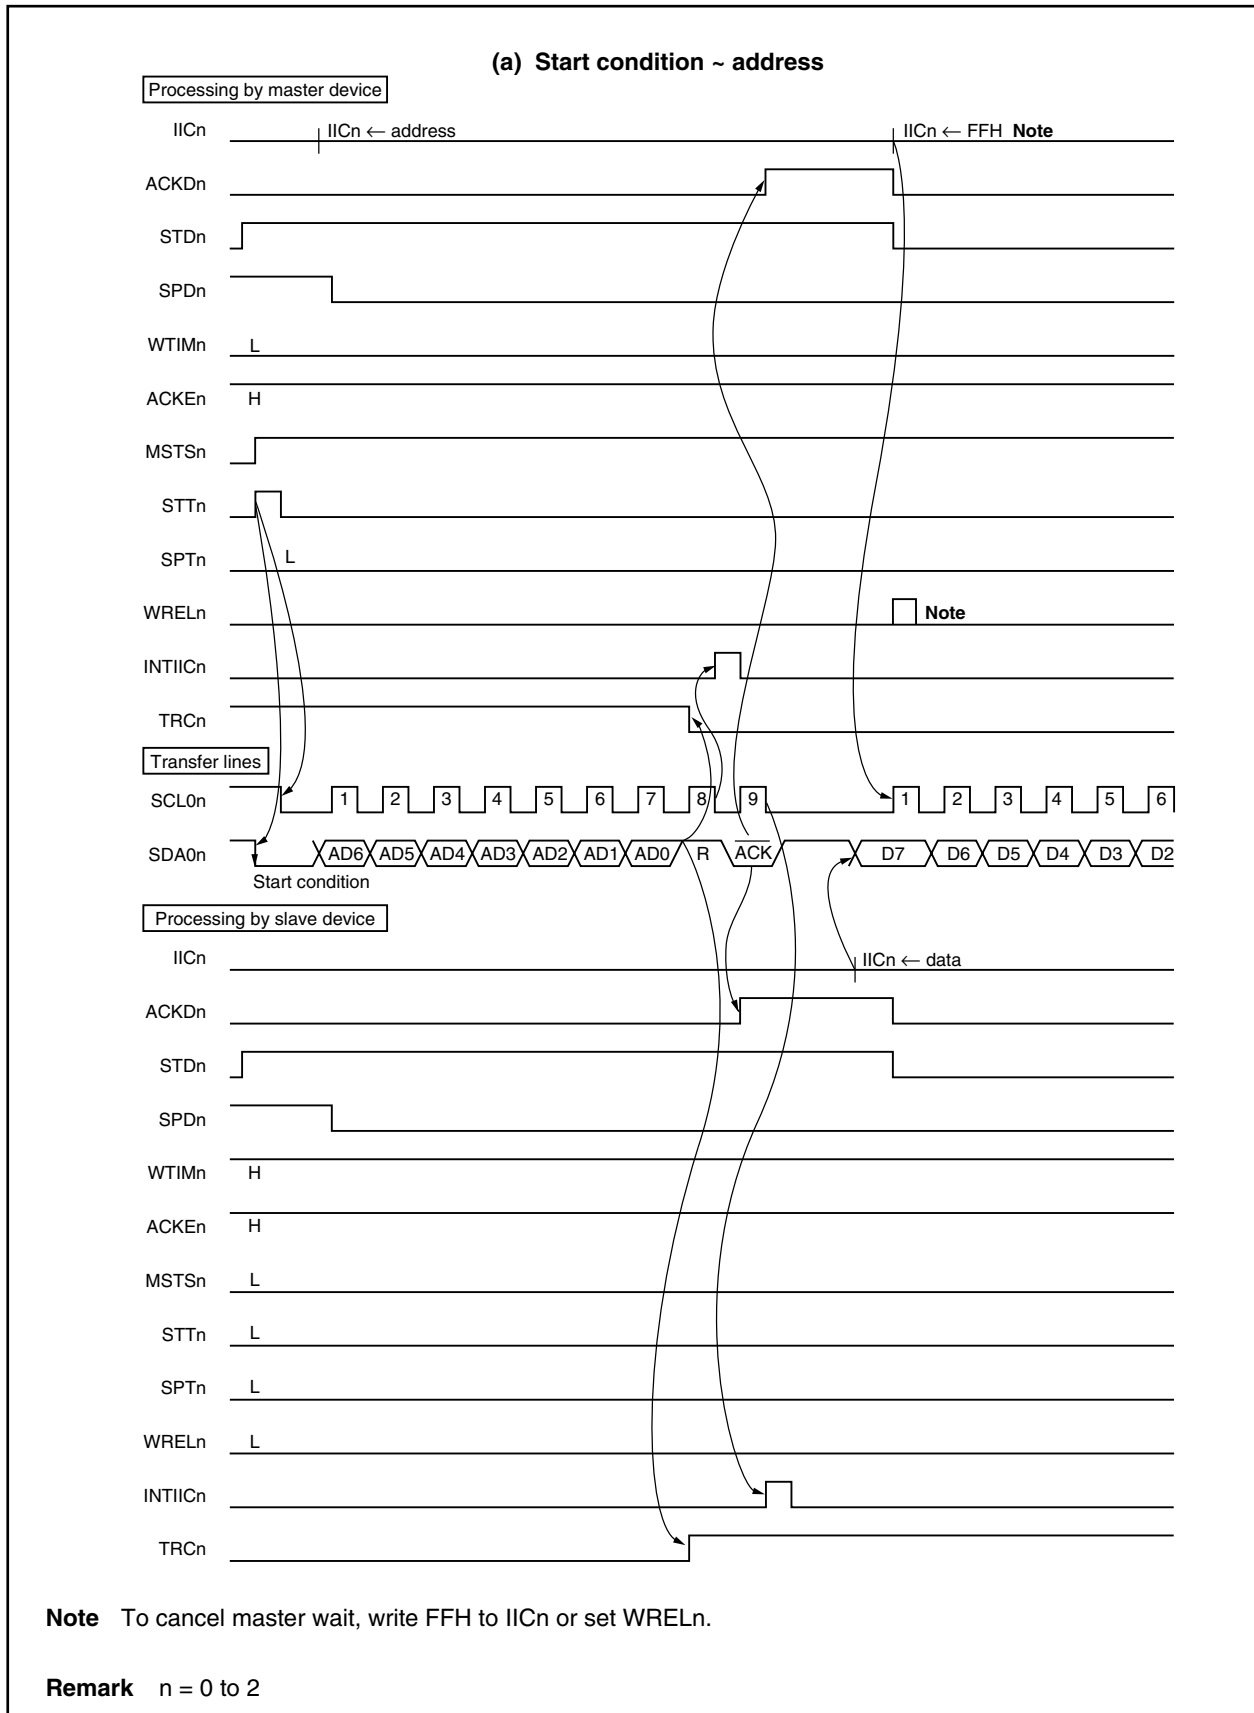 (a) Start condition ~ address
Processing by master device
IICn IICn ← address IICn ← FFH Note
ACKDn
STDn
SPDn
WTIMn L
ACKEn H
MSTSn
STTn
SPTn L
WRELn Note
INTIICn
TRCn
Transfer lines
SCL0n 1 2 3 4 5 6 7 8 9 1 2 3 4 5 6
SDA0n AD6 AD5 AD4 AD3 AD2 AD1 AD0 R ACK D7 D6 D5 D4 D3 D2
Start condition
Processing by slave device
IICn IICn ← data
ACKDn
STDn
SPDn
WTIMn H
ACKEn H
MSTSn L
STTn L
SPTn L
WRELn L
INTIICn
TRCn
Note To cancel master wait, write FFH to IICn or set WRELn.
Remark n = 0 to 2